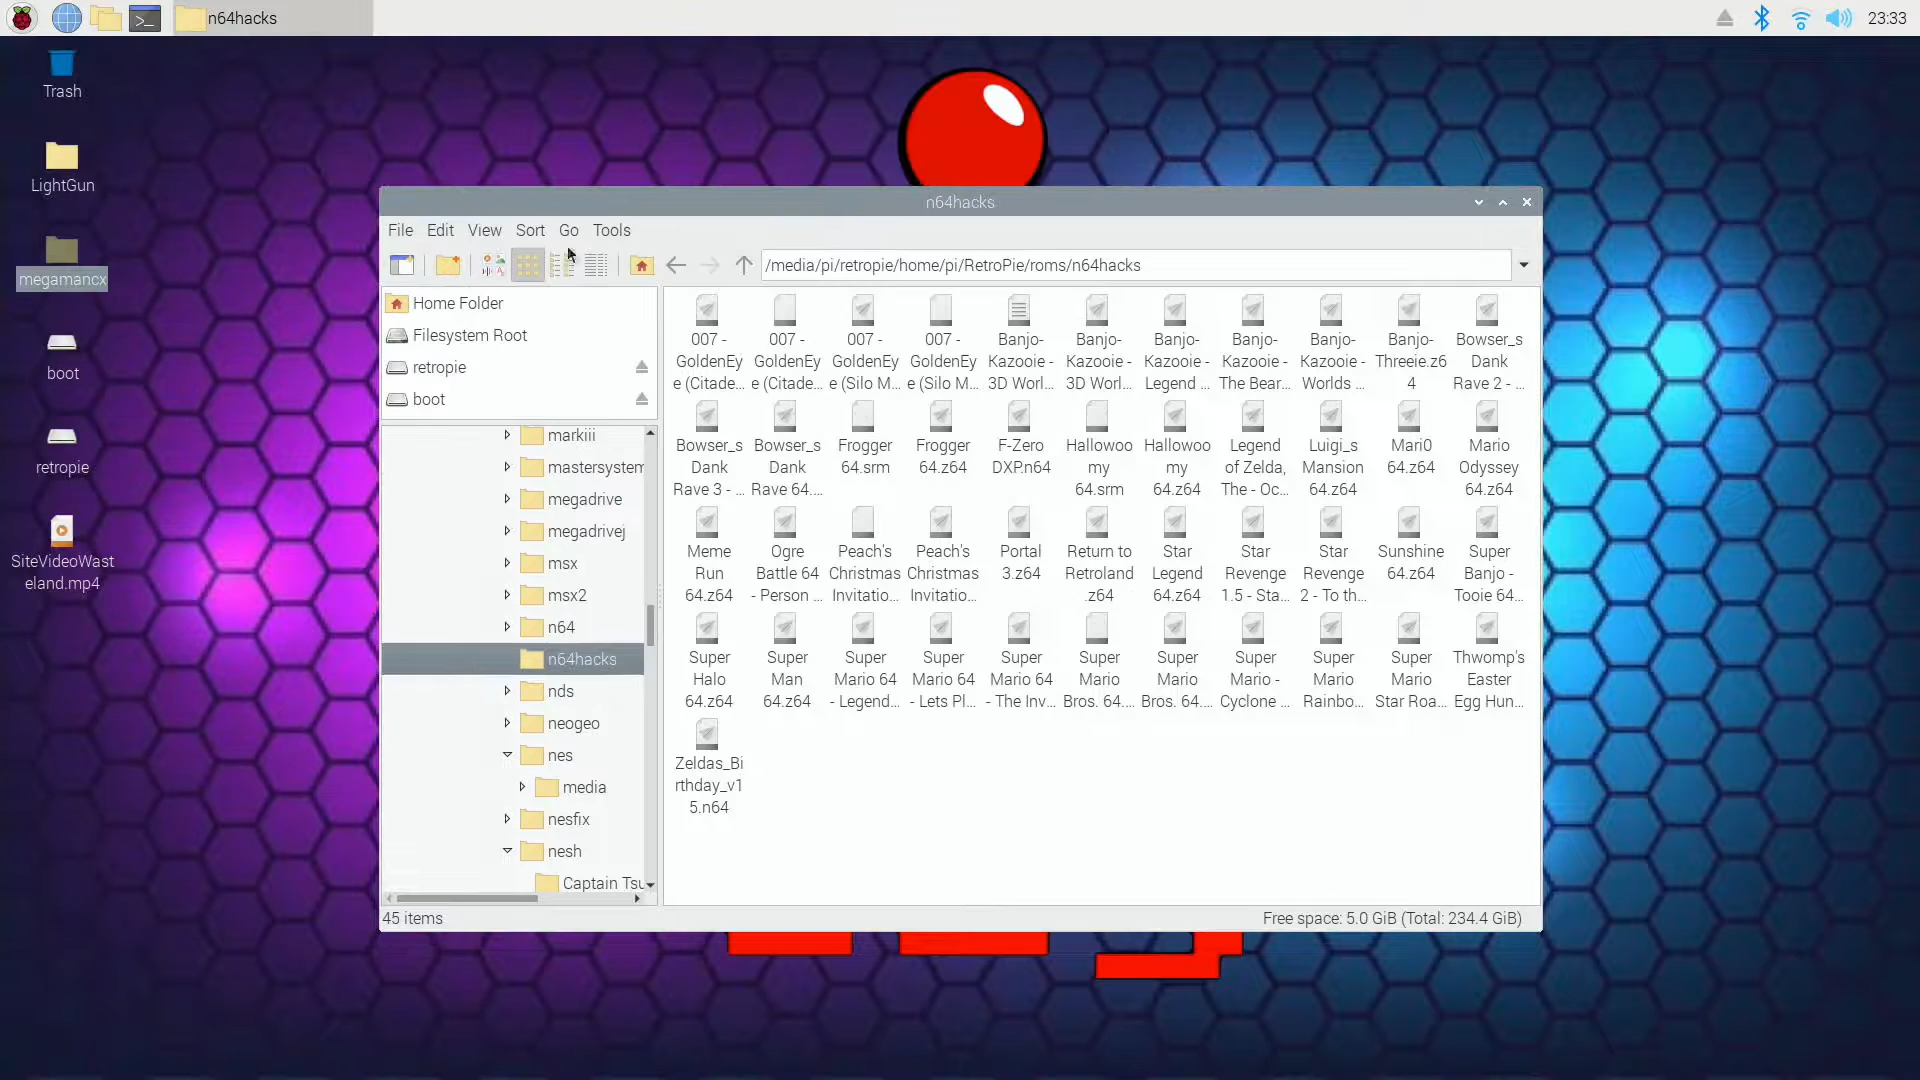 n64hacks
23:33
Trash
LightGun
megamancx
boot
retropie
SiteVideoWast
eland.mp4
n64hacks
File Edit View Sort Go Tools
/media/pi/retropie/home/pi/RetroPie/roms/n64hacks
Home Folder
Filesystem Root
retropie
boot
markiii
mastersystem
megadrive
megadrivej
msx
msx2
n64
n64hacks
nds
neogeo
nes
media
nesfix
nesh
Captain Tsu
007 -
GoldenEy
e (Citade...
007 -
GoldenEy
e (Citade...
007 -
GoldenEy
e (Silo M...
007 -
GoldenEy
e (Silo M...
Banjo-
Kazooie -
3D Worl...
Banjo-
Kazooie -
3D Worl...
Banjo-
Kazooie -
Legend ...
Banjo-
Kazooie -
The Bear...
Banjo-
Kazooie -
Worlds ...
Banjo-
Threeie.z6
4
Bowser_s
Dank
Rave 2 - ...
Bowser_s
Dank
Rave 3 - ...
Bowser_s
Dank
Rave 64....
Frogger
64.srm
Frogger
64.z64
F-Zero
DXP.n64
Hallowoo
my
64.srm
Hallowoo
my
64.z64
Legend
of Zelda,
The - Oc...
Luigi_s
Mansion
64.z64
Mari0
64.z64
Mario
Odyssey
64.z64
Meme
Run
64.z64
Ogre
Battle 64
- Person ...
Peach's
Christmas
Invitatio...
Peach's
Christmas
Invitatio...
Portal
3.z64
Return to
Retroland
.z64
Star
Legend
64.z64
Star
Revenge
1.5 - Sta...
Star
Revenge
2 - To th...
Sunshine
64.z64
Super
Banjo -
Tooie 64...
Super
Halo
64.z64
Super
Man
64.z64
Super
Mario 64
- Legend...
Super
Mario 64
- Lets Pl...
Super
Mario 64
- The Inv...
Super
Mario
Bros. 64....
Super
Mario
Bros. 64....
Super
Mario -
Cyclone ...
Super
Mario
Rainbo...
Super
Mario
Star Roa...
Thwomp's
Easter
Egg Hun...
Zeldas_Bi
rthday_v1
5.n64
45 items
Free space: 5.0 GiB (Total: 234.4 GiB)